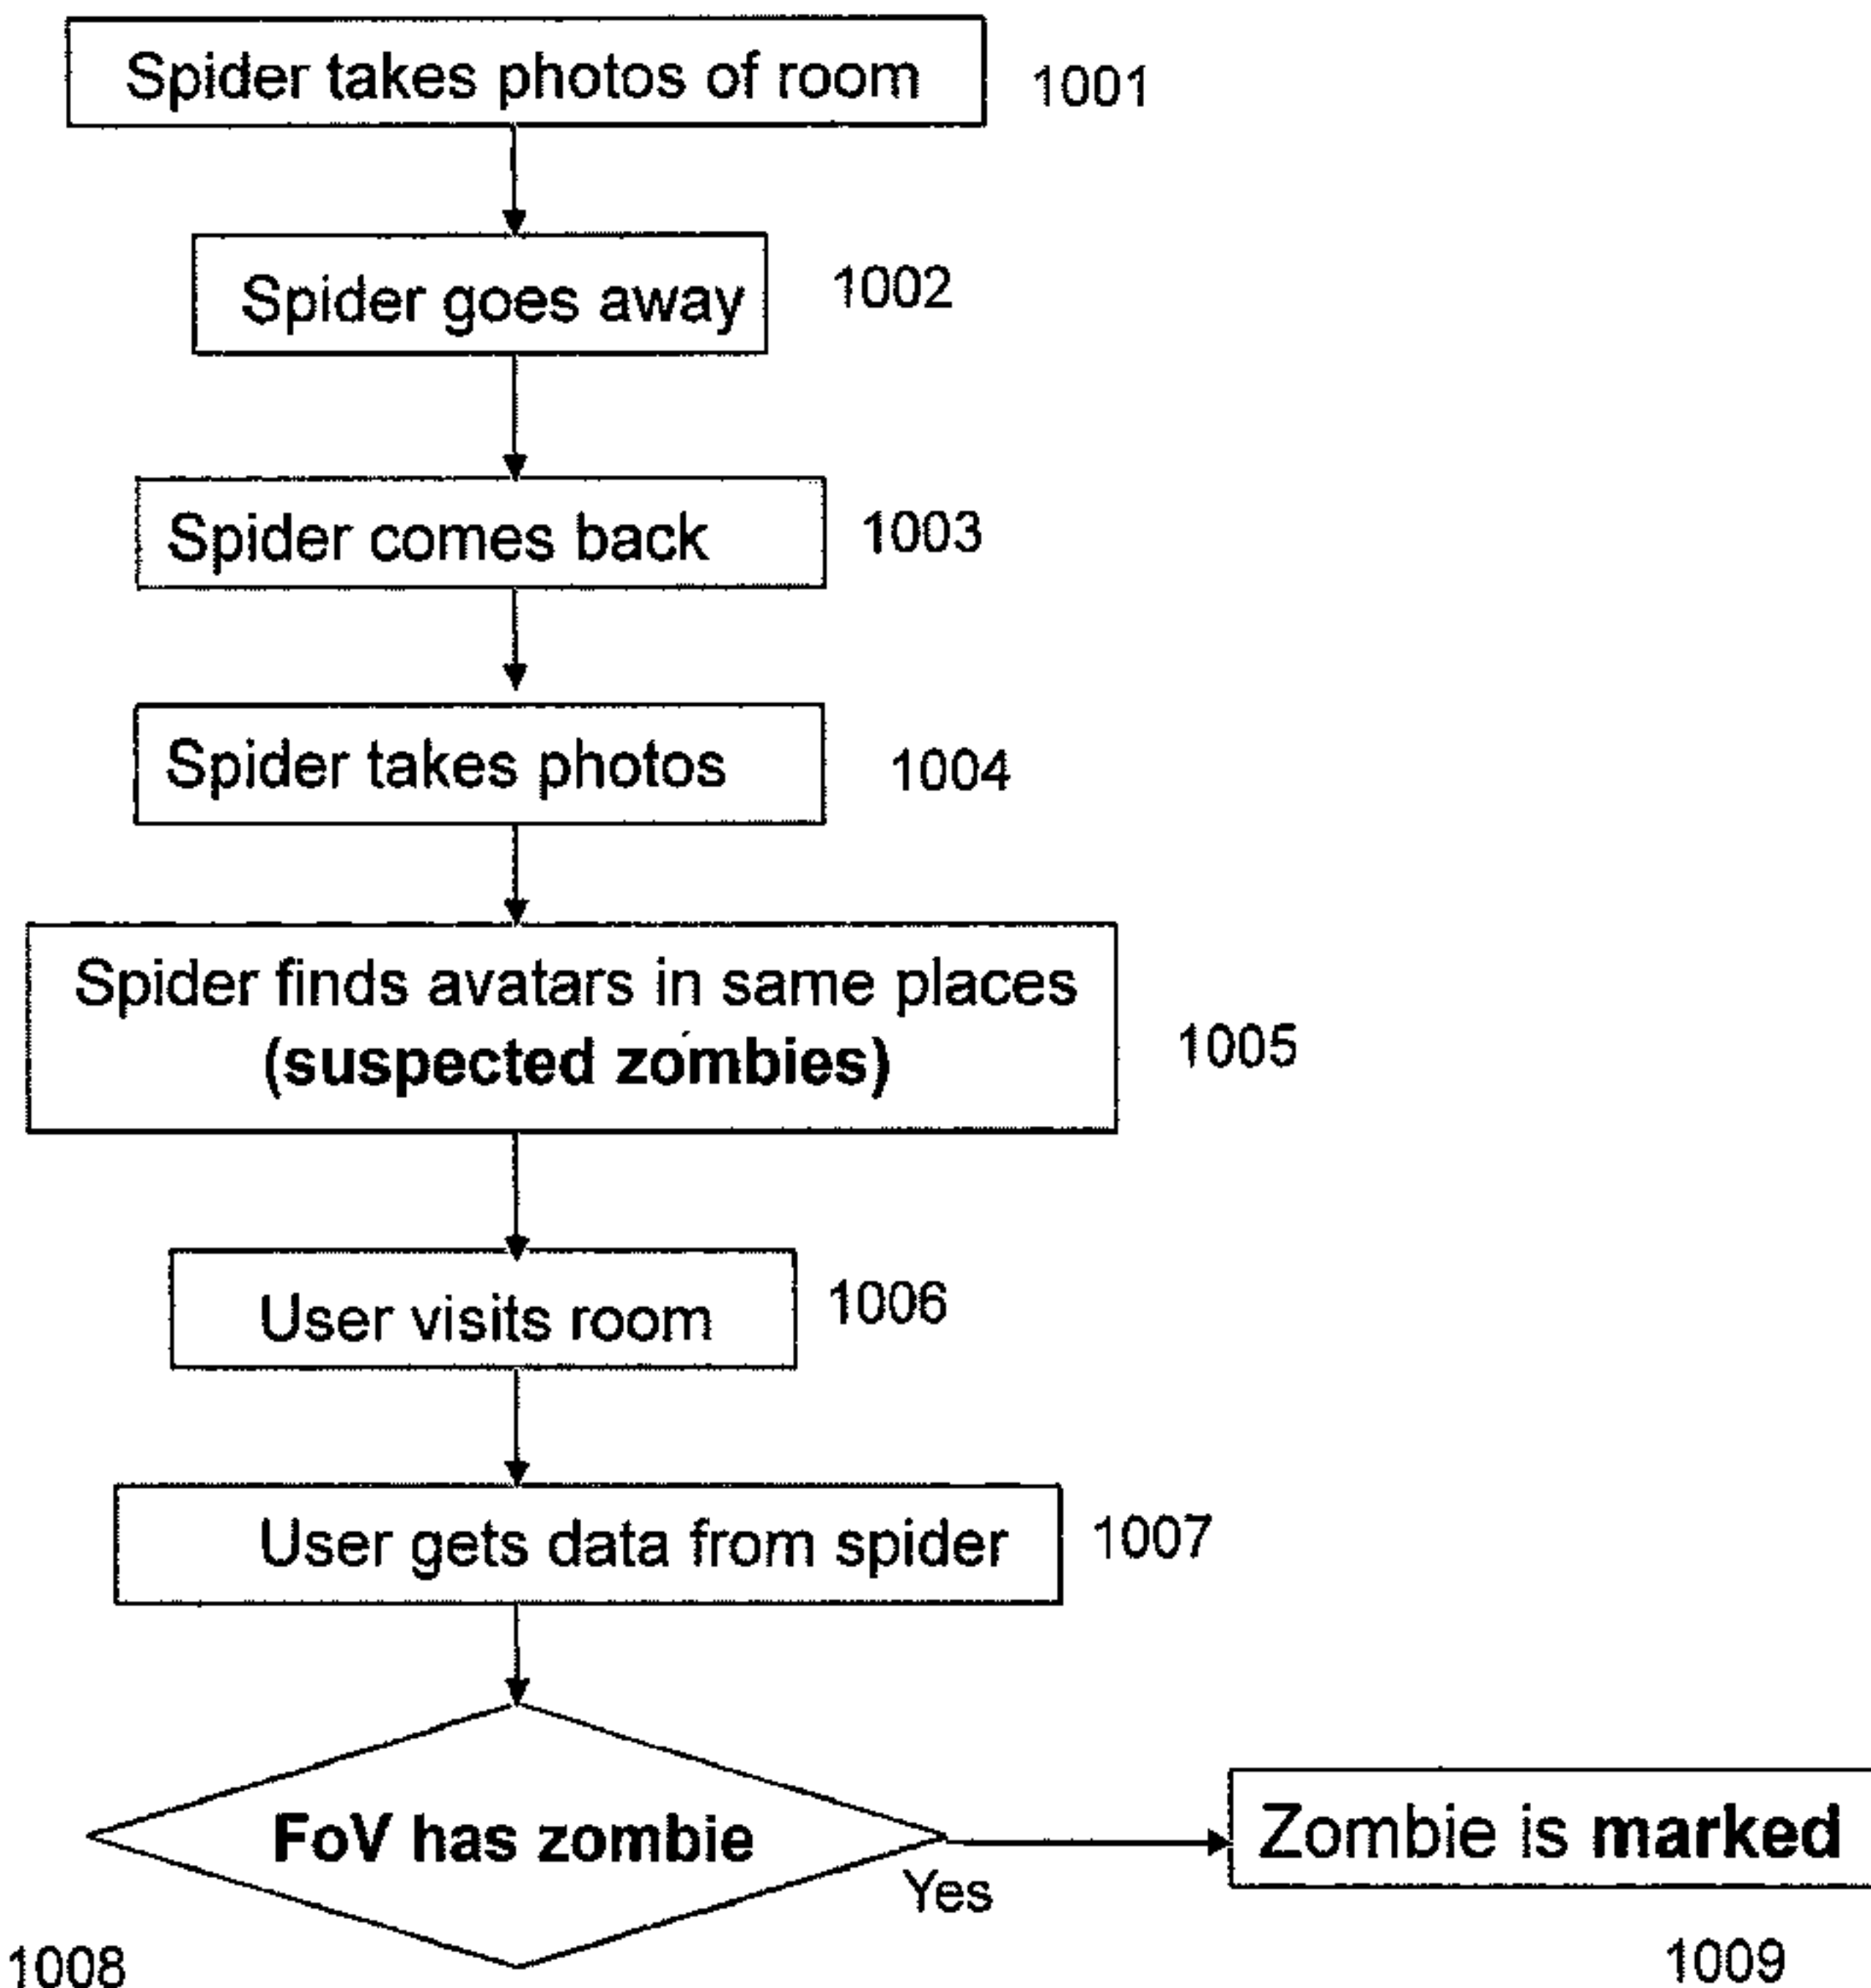 Spider takes photos of room
1001
Spider goes away
1002
Spider comes back
1003
Spider takes photos
1004
Spider finds avatars in same places
(suspected zombies)
1005
User visits room
1006
User gets data from spider
1007
FoV has zombie
Yes
Zombie is marked
1008
1009